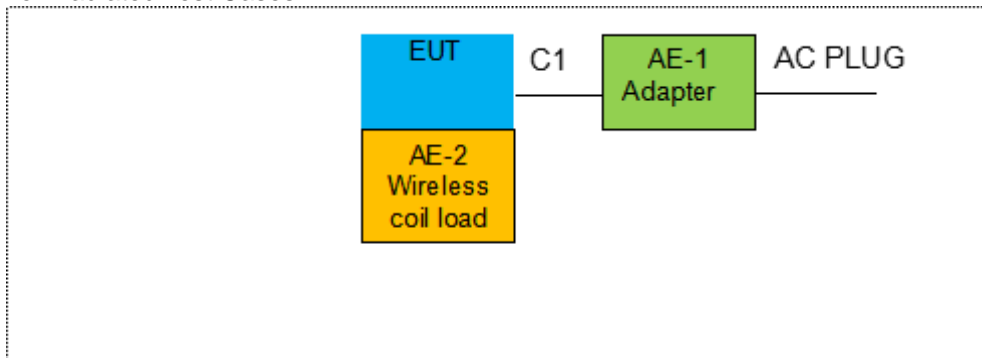 EUT
C1
AE-1
Adapter
AC PLUG
AE-2
Wireless
coil load